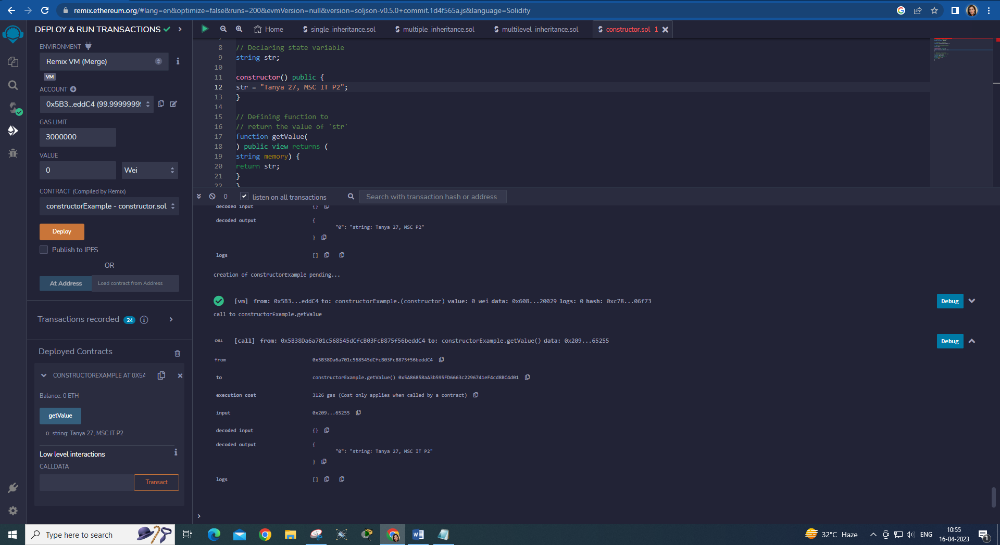 remix.ethereum.org/#lang=en&optimize=false&runs=200&evmVersion=null&version=soljson-v0.5.0+commit.1d4f565a.js&language=Solidity
DEPLOY & RUN TRANSACTIONS
ENVIRONMENT
Remix VM (Merge)
VM
ACCOUNT
0x5B3...eddC4 (99.99999999
GAS LIMIT
3000000
VALUE
0
Wei
CONTRACT (Compiled by Remix)
constructorExample - constructor.sol
Deploy
Publish to IPFS
OR
At Address
Load contract from Address
Transactions recorded 24
Deployed Contracts
CONSTRUCTOREXAMPLE AT 0X5A
Balance: 0 ETH
getValue
0: string: Tanya 27, MSC IT P2
Low level interactions
CALLDATA
Transact
Home
single_inheritance.sol
multiple_inheritance.sol
multilevel_inheritance.sol
constructor.sol 1
8 // Declaring state variable
9 string str;
10
11 constructor() public {
12 str = "Tanya 27, MSC IT P2";
13 }
14
15 // Defining function to
16 // return the value of 'str'
17 function getValue(
18 ) public view returns (
19 string memory) {
20 return str;
21 }
22 }
0
listen on all transactions
Search with transaction hash or address
decoded input {}
decoded output {
"0": "string: Tanya 27, MSC P2"
}
logs []
creation of constructorExample pending...
[vm] from: 0x5B3...eddC4 to: constructorExample.(constructor) value: 0 wei data: 0x608...20029 logs: 0 hash: 0xc78...06f73
Debug
call to constructorExample.getValue
CALL [call] from: 0x5B38Da6a701c568545dCfcB03FcB875f56beddC4 to: constructorExample.getValue() data: 0x209...65255
Debug
from 0x5B38Da6a701c568545dCfcB03FcB875f56beddC4
to constructorExample.getValue() 0x5A86858aA3b595FD6663c2296741eF4cd8BC4d01
execution cost 3126 gas (Cost only applies when called by a contract)
input 0x209...65255
decoded input {}
decoded output {
"0": "string: Tanya 27, MSC IT P2"
}
logs []
>
Type here to search
32°C Haze
ENG
10:55
16-04-2023
1